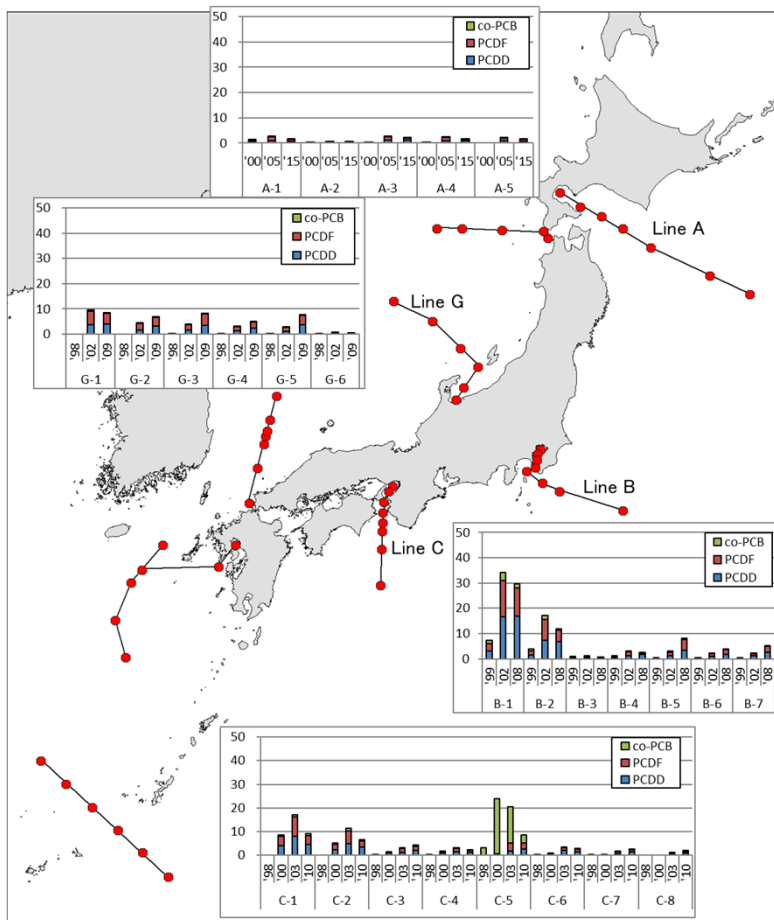 50
40
30
20
10
0
co-PCB
PCDF
PCDD
'00 '05 '15 '00 '05 '15 '00 '05 '15 '00 '05 '15 '00 '05 '15
A-1 A-2 A-3 A-4 A-5
Line A
50
40
30
20
10
0
co-PCB
PCDF
PCDD
'98 '02 '09 '98 '02 '09 '98 '02 '09 '98 '02 '09 '98 '02 '09 '98 '02 '09
G-1 G-2 G-3 G-4 G-5 G-6
Line G
Line B
Line C
50
40
30
20
10
0
co-PCB
PCDF
PCDD
'99 '02 '08 '99 '02 '08 '99 '02 '08 '99 '02 '08 '99 '02 '08 '99 '02 '08 '99 '02 '08
B-1 B-2 B-3 B-4 B-5 B-6 B-7
50
40
30
20
10
0
co-PCB
PCDF
PCDD
'98 '00 '03 '10 '98 '00 '03 '10 '98 '00 '03 '10 '98 '00 '03 '10 '98 '00 '03 '10 '98 '00 '03 '10 '98 '00 '03 '10 '98 '00 '03 '10
C-1 C-2 C-3 C-4 C-5 C-6 C-7 C-8